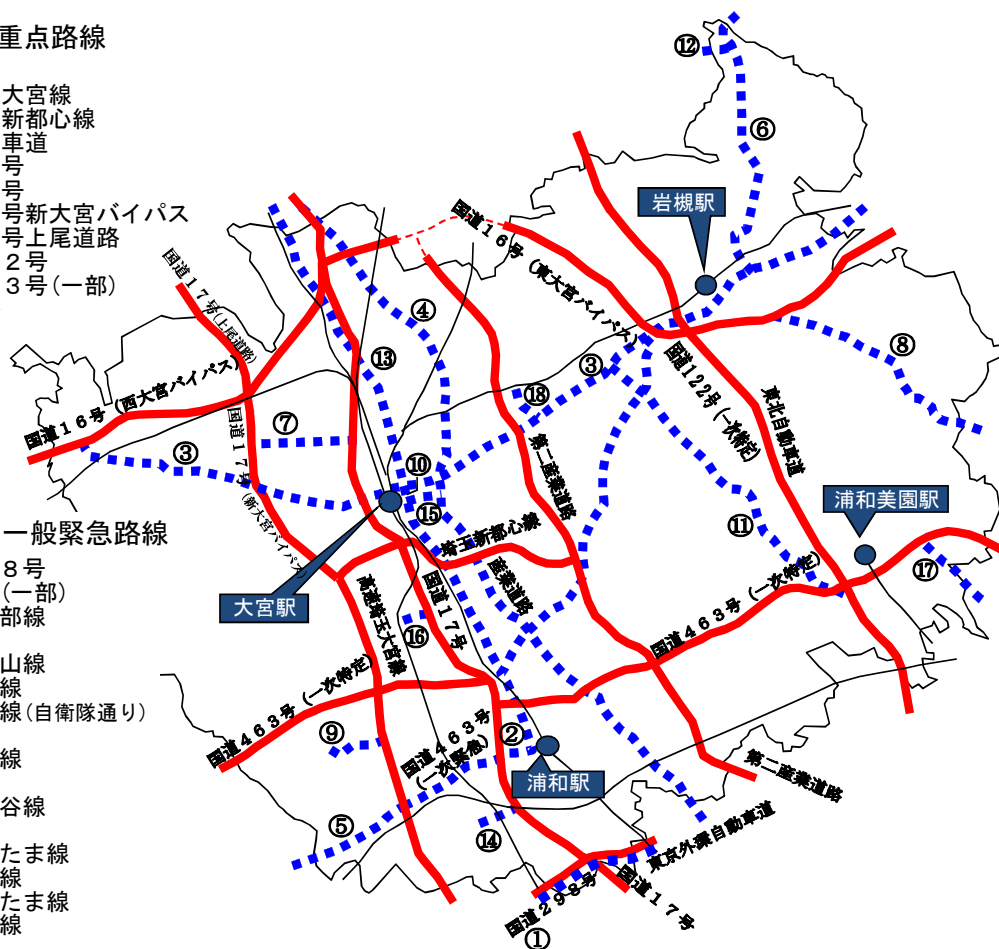 重点路線
大宮線
新都心線
車道
号
号
号新大宮バイパス
号上尾道路
２号
３号(一部)
一般緊急路線
８号
(一部)
部線
山線
線
線(自衛隊通り)
線
谷線
たま線
線
たま線
線
⑫
⑥
岩槻駅
国道１６号 (東大宮バイパス)
国道１７号(上尾道路)
④
⑬
③
⑱
⑧
国道１２２号 (一次特定)
東北自動車道
国道１６号 (西大宮バイパス)
国道１７号 (新大宮バイパス)
⑦
③
⑩
⑮
第二産業道路
⑪
浦和美園駅
埼玉新都心線
産業道路
大宮駅
高速埼玉大宮線
国道１７号
⑯
国道４６３号 (一次特定)
⑰
国道４６３号 (一次特定)
⑨
国道４６３号
(一次緊急)
②
浦和駅
第二産業道路
⑤
⑭
東京外環自動車道
国道２９８号
国道１７号
①